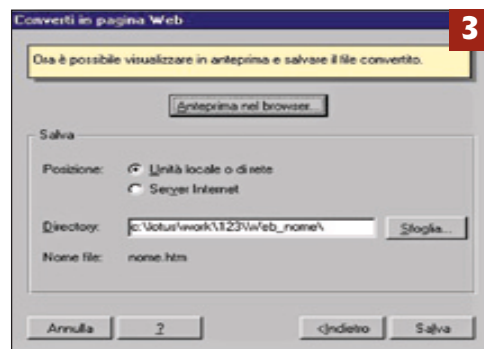 Converti in pagina Web
3
Ora è possibile visualizzare in anteprima e salvare il file convertito.
Anteprima nel browser...
Salva
Posizione: Unità locale o di rete
Server Internet
Directory: c:\lotus\work\123\Web_nome\ Sfoglia...
Nome file: nome.htm
Annulla ? <Indietro Salva